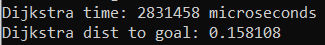 Dijkstra time: 2831458 microseconds
Dijkstra dist to goal: 0.158108